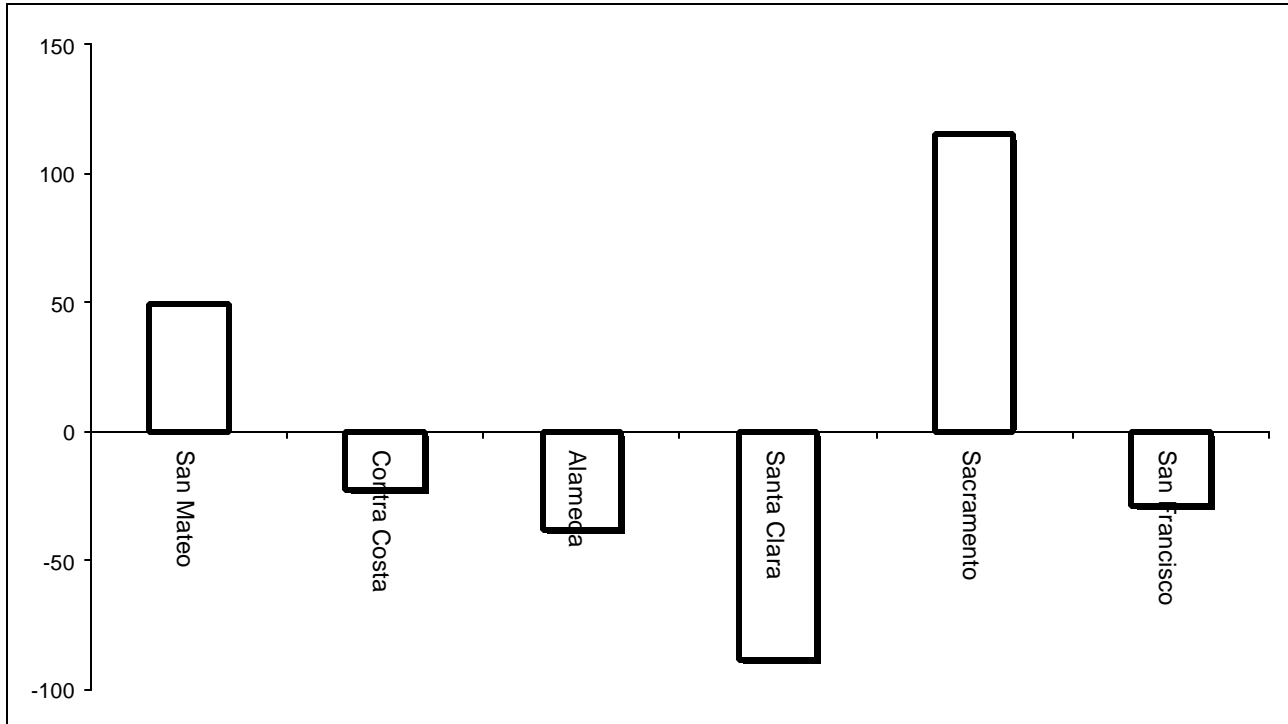 150
100
50
0
-50
-100
San Mateo
Contra Costa
Alameda
Santa Clara
Sacramento
San Francisco